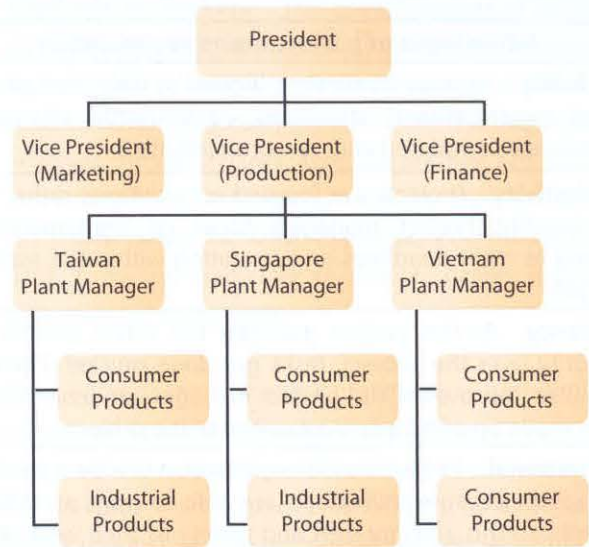 President
Vice President
(Marketing)
Vice President
(Production)
Vice President
(Finance)
Taiwan
Plant Manager
Singapore
Plant Manager
Vietnam
Plant Manager
Consumer
Products
Consumer
Products
Consumer
Products
Industrial
Products
Industrial
Products
Consumer
Products